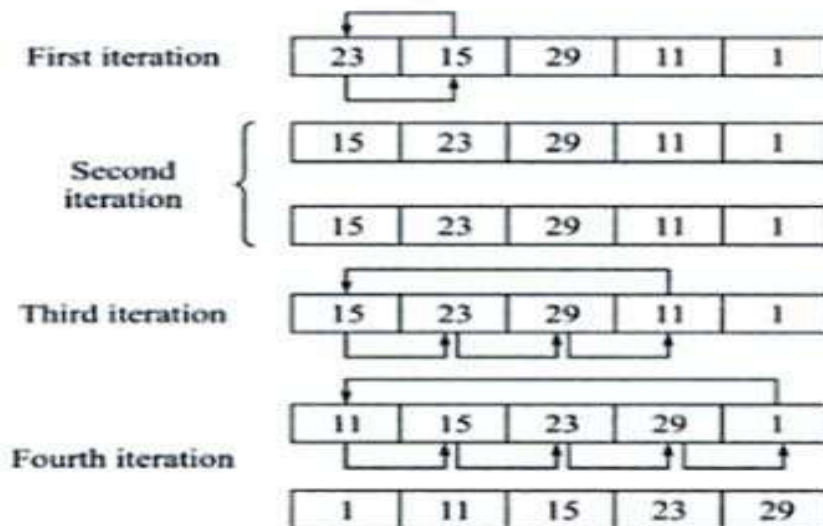 First iteration 23 15 29 11 1
15 23 29 11 1
Second
iteration
15 23 29 11 1
Third iteration 15 23 29 11 1
11 15 23 29 1
Fourth iteration
1 11 15 23 29